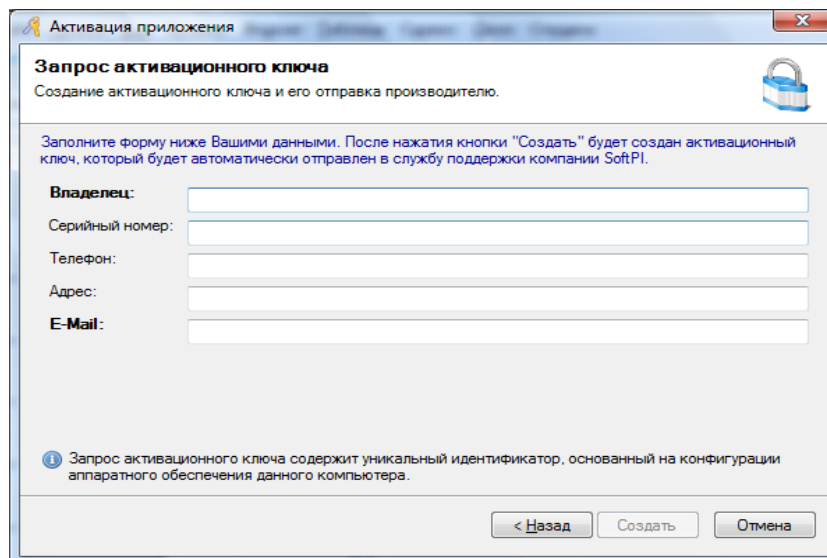 Активация приложения
Запрос активационного ключа
Создание активационного ключа и его отправка производителю.
Заполните форму ниже Вашими данными. После нажатия кнопки "Создать" будет создан активационный
ключ, который будет автоматически отправлен в службу поддержки компании SoftPI.
Владелец:
Серийный номер:
Телефон:
Адрес:
E-Mail:
Запрос активационного ключа содержит уникальный идентификатор, основанный на конфигурации
аппаратного обеспечения данного компьютера.
< Назад Создать Отмена